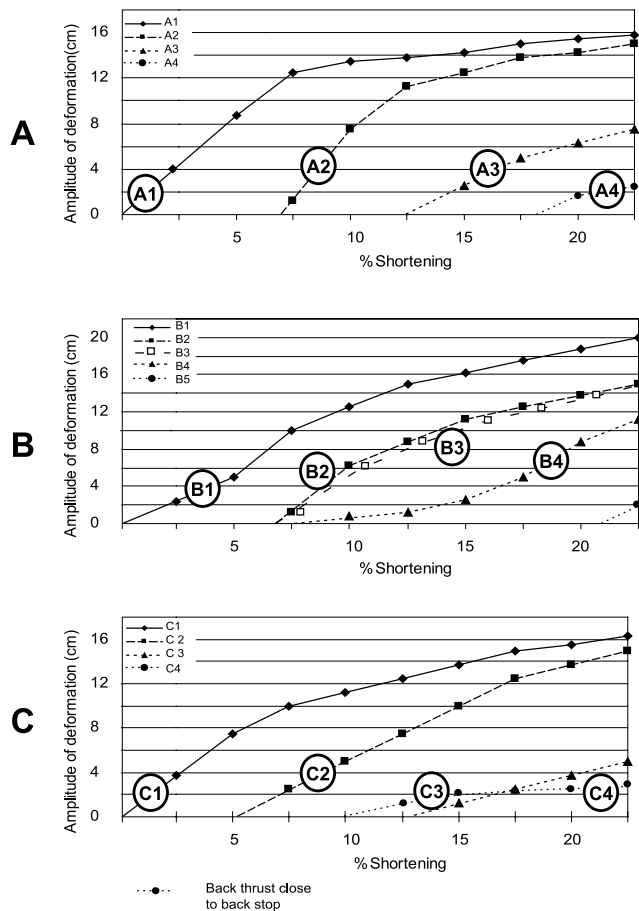 A
Amplitude of deformation(cm)
16
12
8
4
0
A1
A2
A3
A4
A1
A2
A3
A4
5
10
15
20
% Shortening
B
Amplitude of deformation (cm)
20
16
12
8
4
0
B1
B2
B3
B4
B5
B1
B2
B3
B4
5
10
15
20
% Shortening
C
Amplitude of deformation (cm)
16
12
8
4
0
C1
C 2
C 3
C4
C1
C2
C3
C4
5
10
15
20
% Shortening
Back thrust close
to back stop